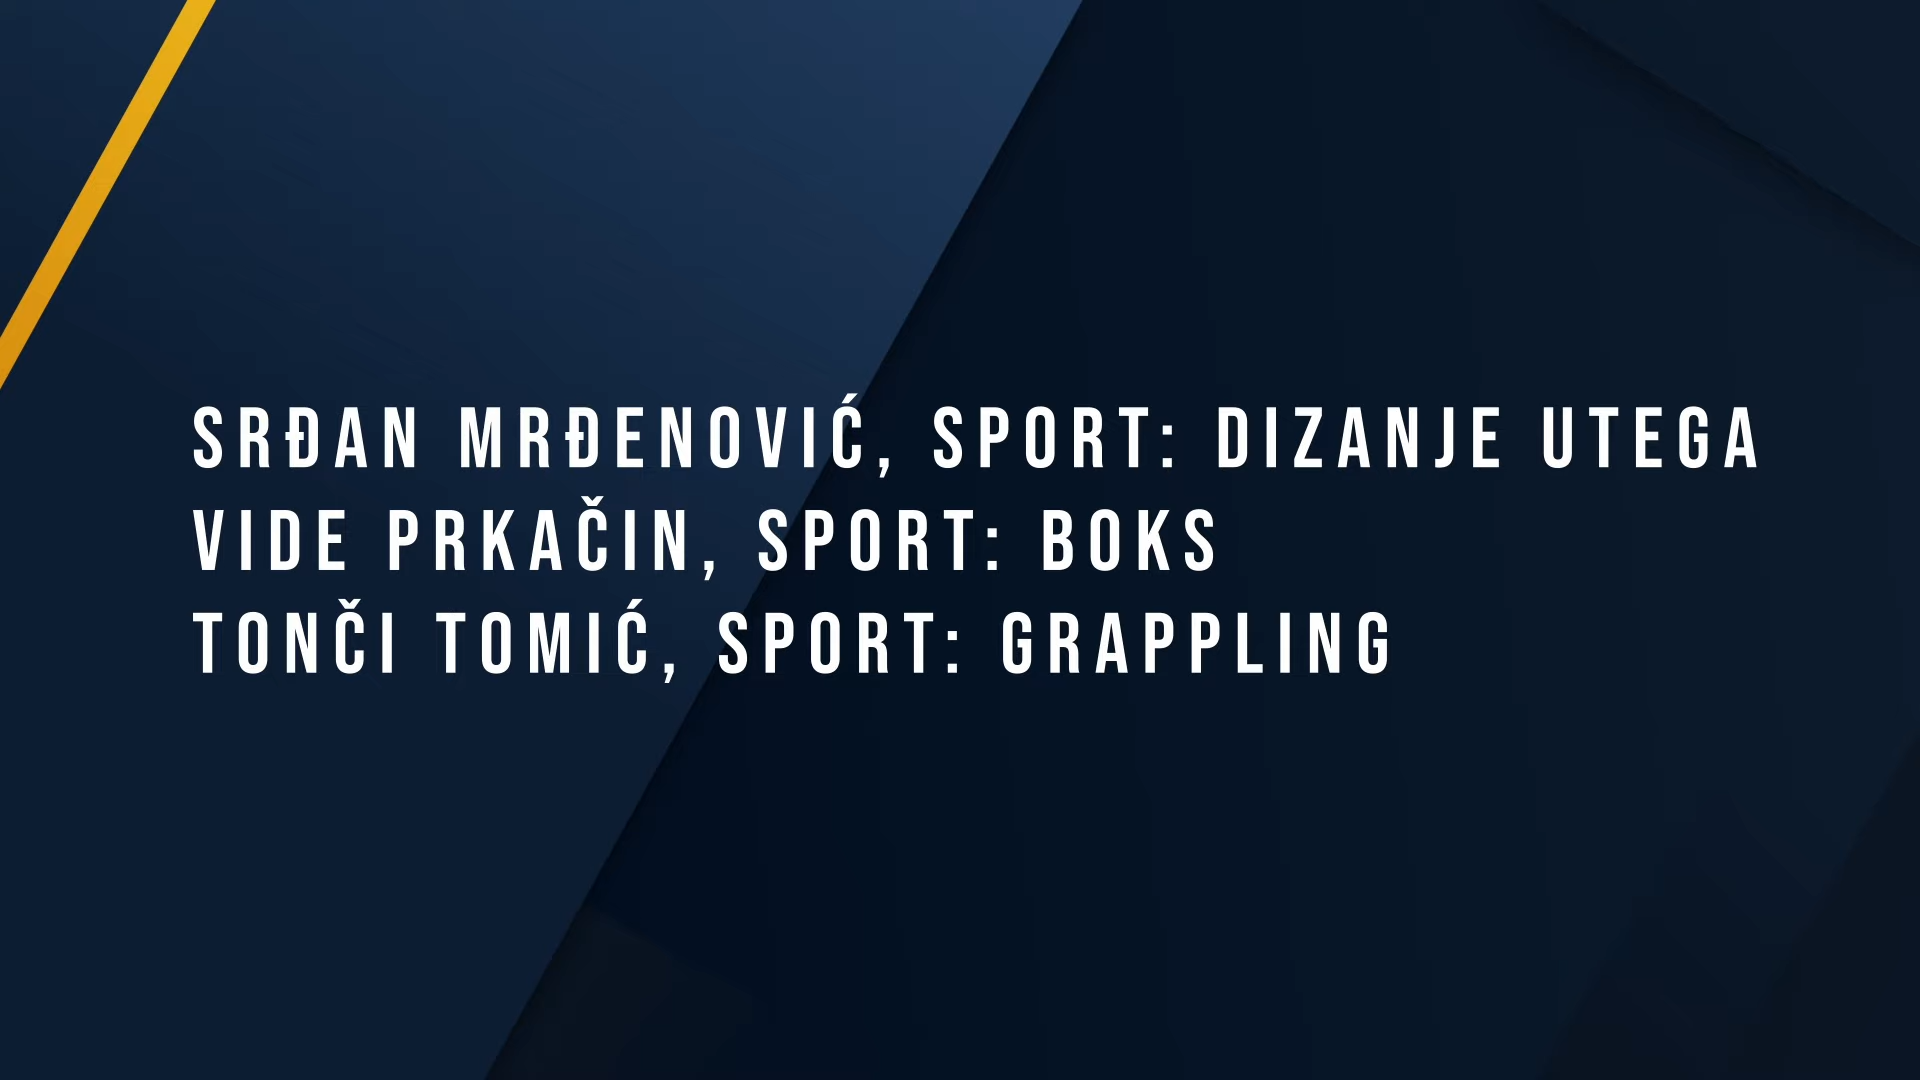 SRĐAN MRĐENOVIĆ, SPORT: DIZANJE UTEGA
VIDE PRKAČIN, SPORT: BOKS
TONČI TOMIĆ, SPORT: GRAPPLING